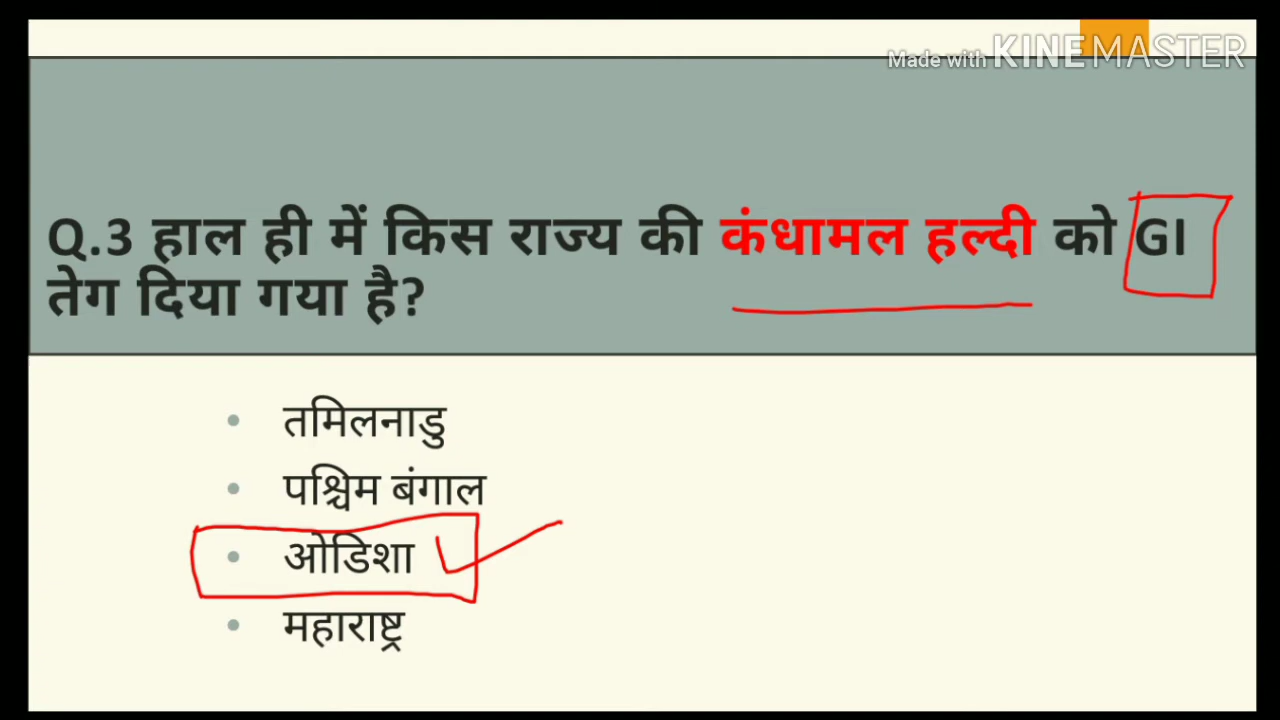 Made with KINEMASTER
Q.3 हाल ही में किस राज्य की कंधामल हल्दी को GI
तेग दिया गया है?
• तमिलनाडु
• पश्चिम बंगाल
• ओडिशा
• महाराष्ट्र